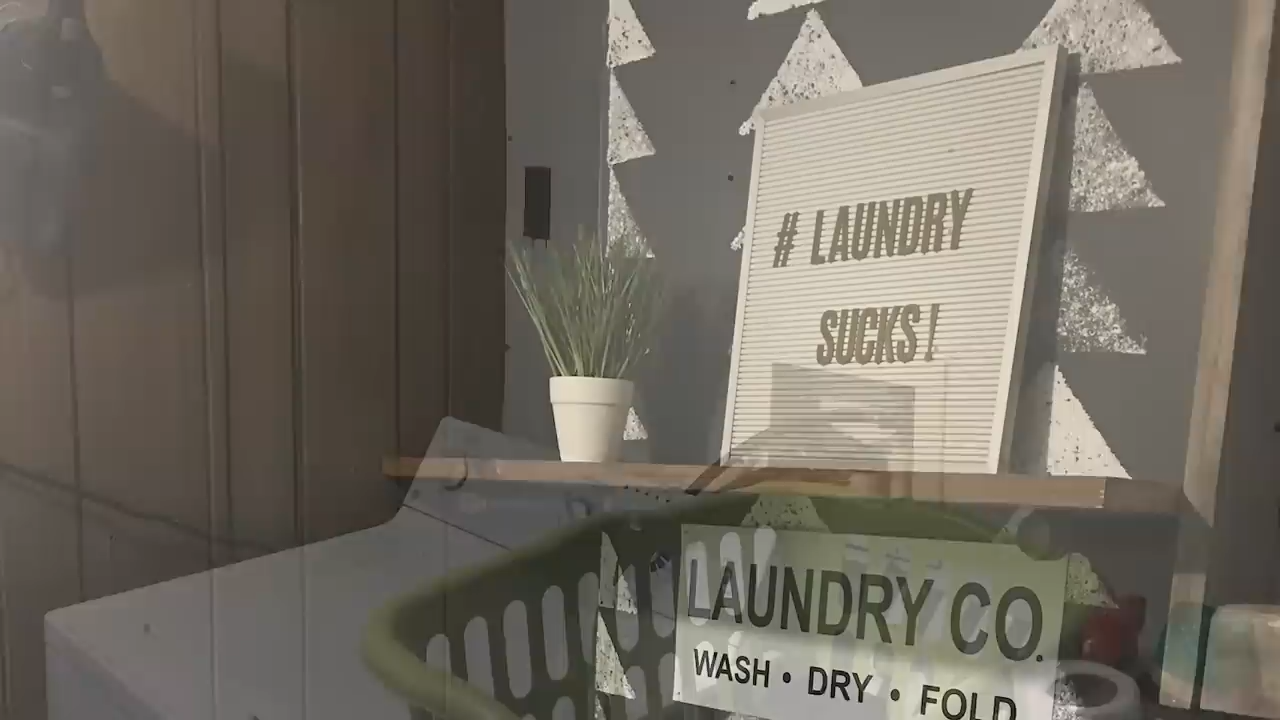 # LAUNDRY
SUCKS!
LAUNDRY CO.
WASH • DRY • FOLD